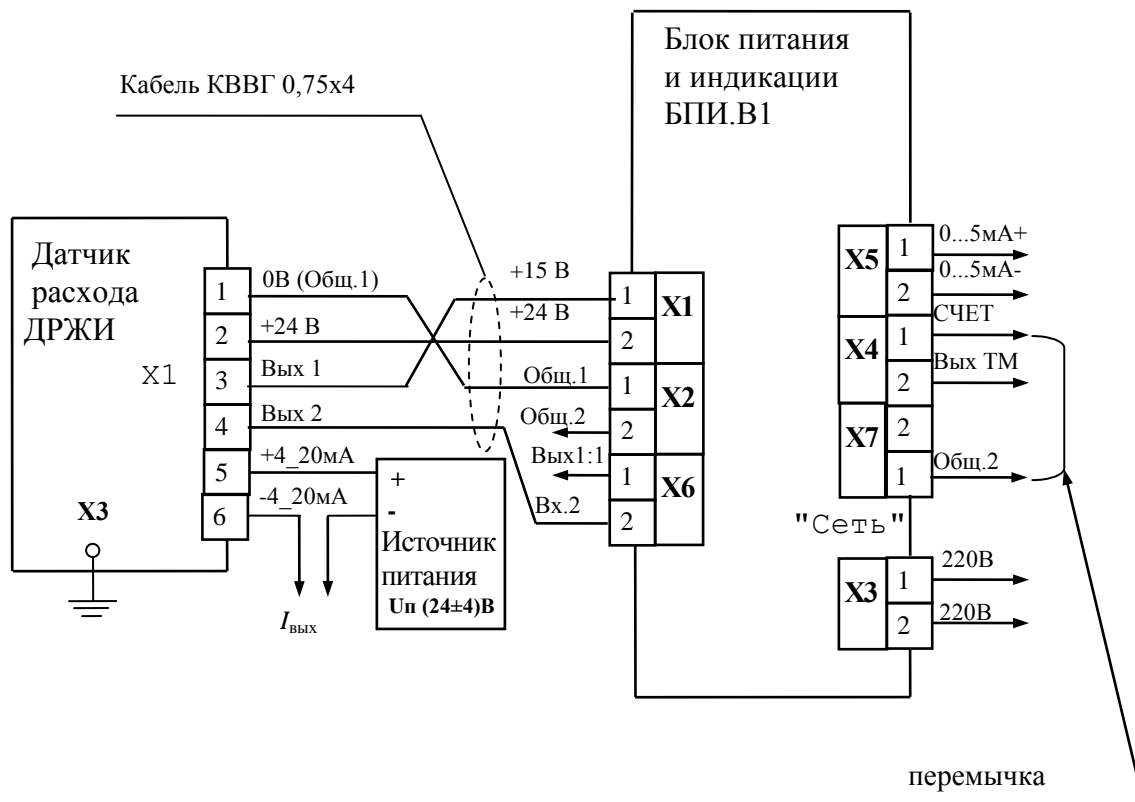 Блок питания
и индикации
БПИ.В1
Кабель КВВГ 0,75х4
Датчик
расхода
ДРЖИ
X1
X3
1
2
3
4
5
6
0В (Общ.1)
+24 В
Вых 1
Вых 2
+4_20мА
-4_20мА
Iвых
+
-
Источник
питания
Uп (24±4)В
+15 В
+24 В
Общ.1
Общ.2
Вых1:1
Вх.2
1
2
1
2
1
2
X1
X2
X6
X5
X4
X7
1
2
1
2
2
1
0...5мА+
0...5мА-
СЧЕТ
Вых ТМ
Общ.2
"Сеть"
X3
1
2
220В
220В
перемычка